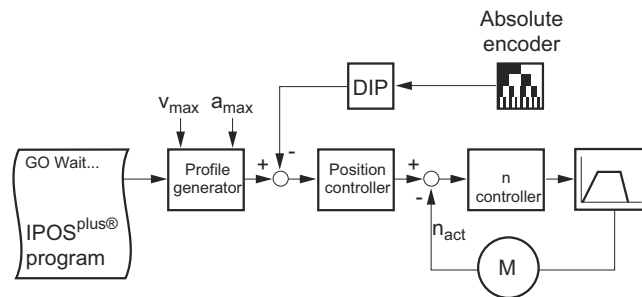 Absolute
encoder
DIP
v_max
a_max
GO Wait...
IPOS^plus®
program
Profile
generator
+
-
Position
controller
+
-
n
controller
n_act
M